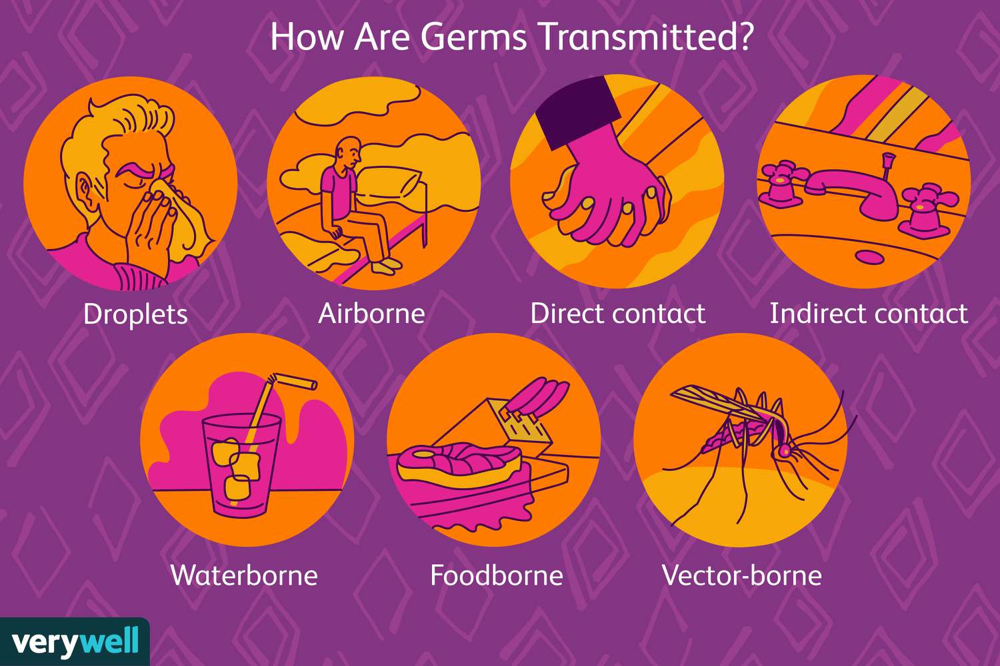 How Are Germs Transmitted?
Droplets
Airborne
Direct contact
Indirect contact
Waterborne
Foodborne
Vector-borne
verywell